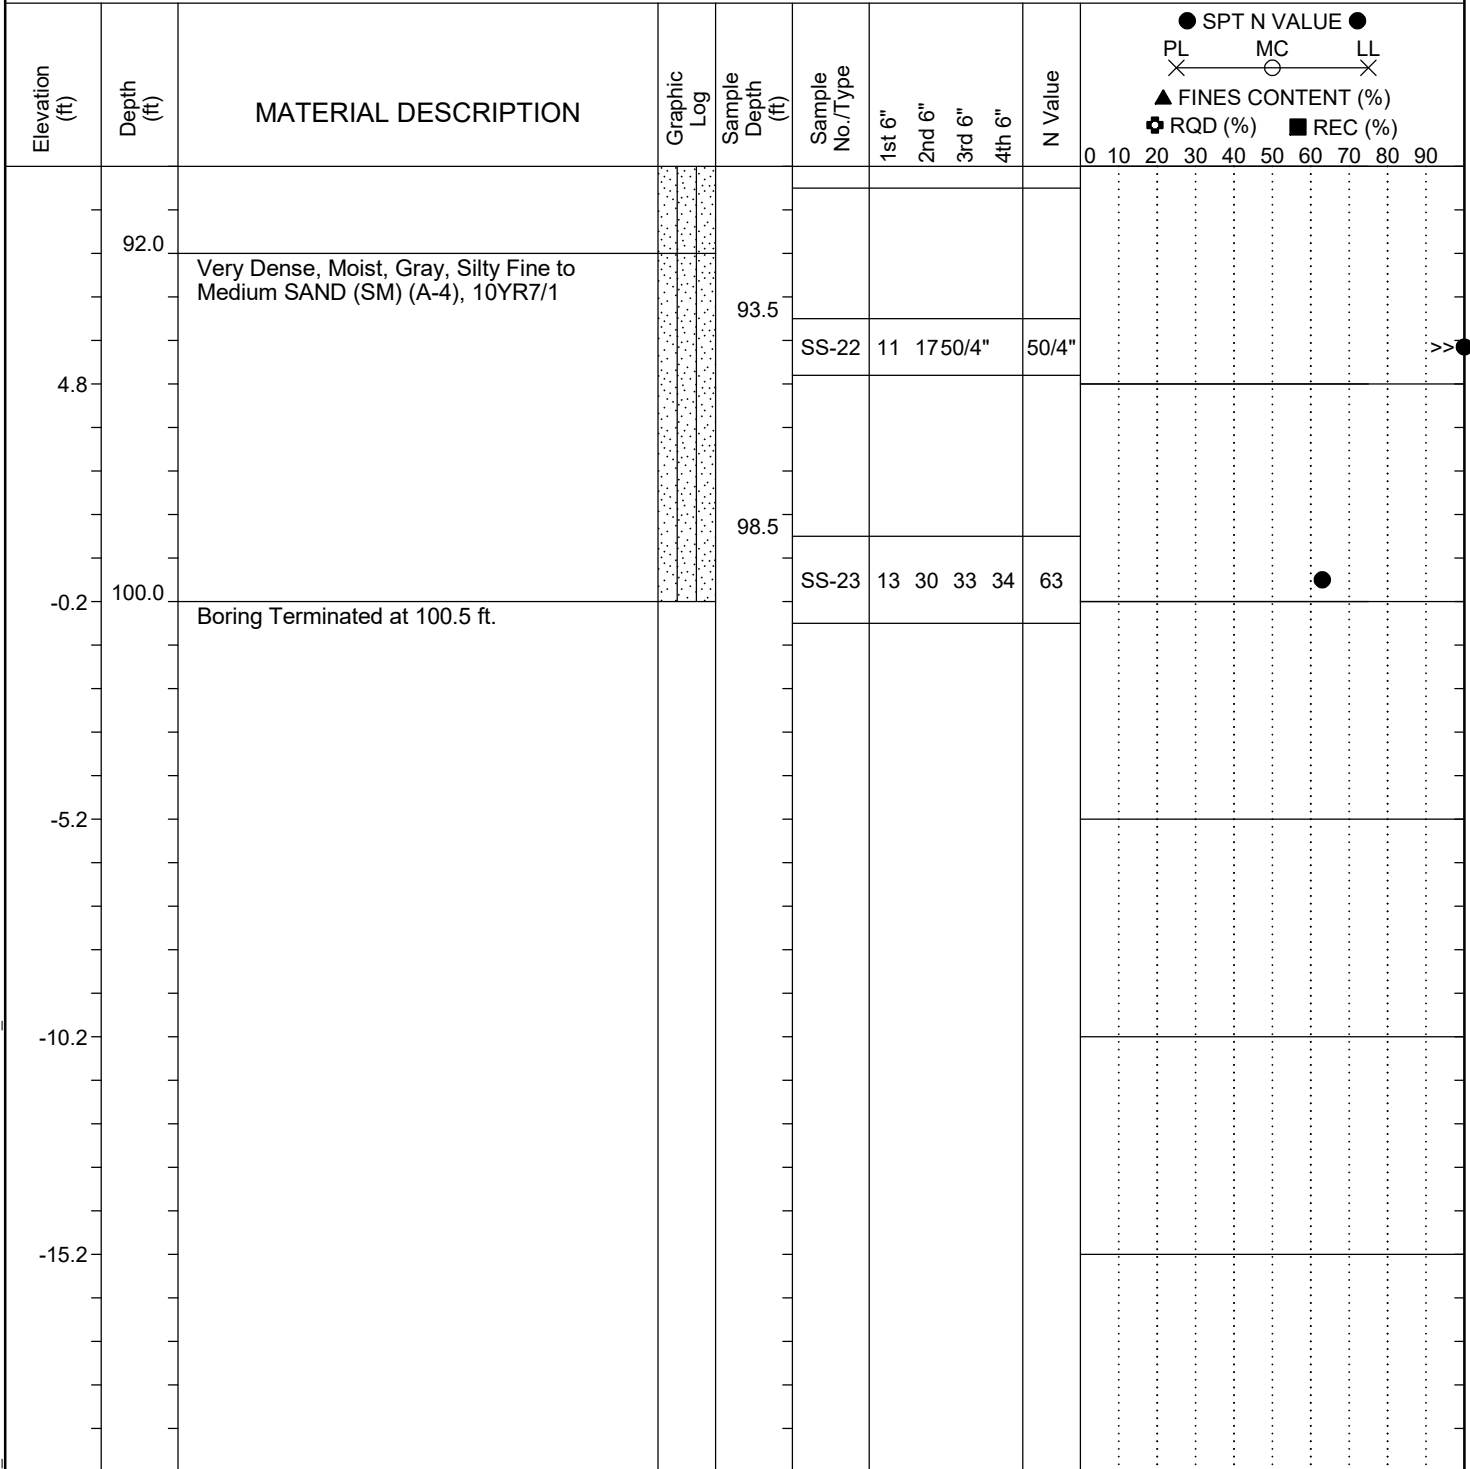 ● SPT N VALUE ●
PL MC LL
▲ FINES CONTENT (%)
RQD (%) ■ REC (%)
0 10 20 30 40 50 60 70 80 90
Elevation
(ft)
Depth
(ft)
MATERIAL DESCRIPTION
Graphic
Log
Sample
Depth
(ft)
Sample
No./Type
1st 6"
2nd 6"
3rd 6"
4th 6"
N Value
92.0
Very Dense, Moist, Gray, Silty Fine to
Medium SAND (SM) (A-4), 10YR7/1
93.5
SS-22 11 17 50/4" 50/4" >>
4.8
98.5
SS-23 13 30 33 34 63
100.0
-0.2
Boring Terminated at 100.5 ft.
-5.2
-10.2
-15.2